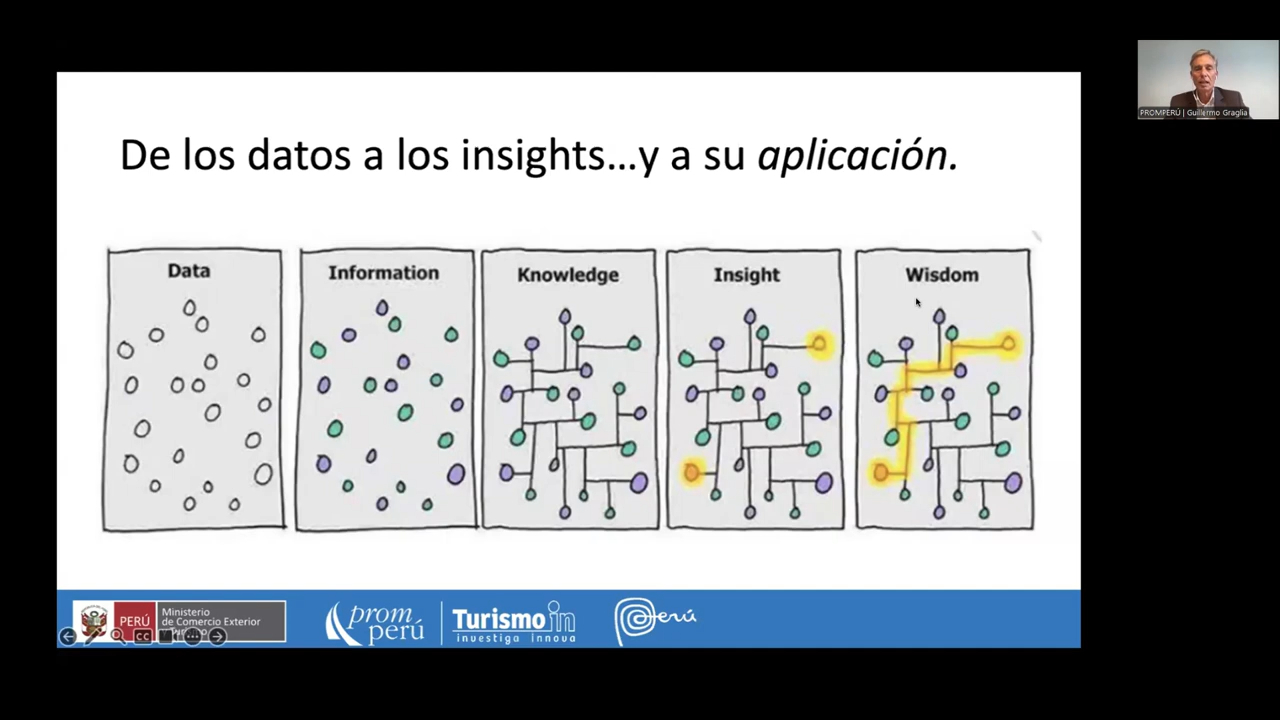 PROMPERÚ | Guillermo Graglia
De los datos a los insights...y a su aplicación.
Data
Information
Knowledge
Insight
Wisdom
PERÚ
Ministerio
de Comercio Exterior
prom
perú
Turismo in
investiga innova
Perú
CC